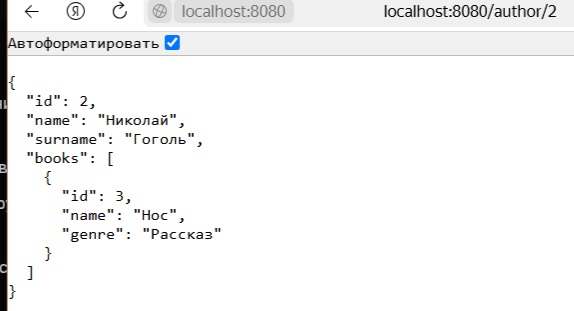 localhost:8080 localhost:8080/author/2
Автоформатировать
{
  "id": 2,
  "name": "Николай",
  "surname": "Гоголь",
  "books": [
    {
      "id": 3,
      "name": "Нос",
      "genre": "Рассказ"
    }
  ]
}